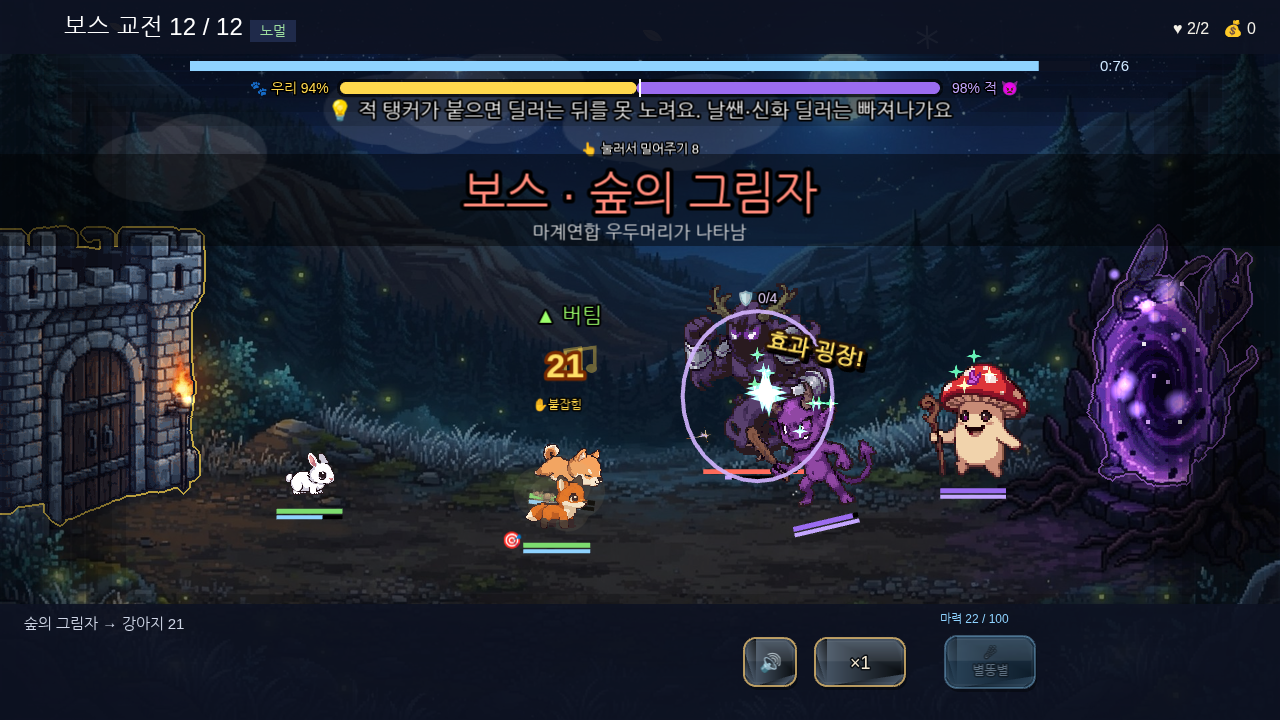 보스 교전 12 / 12
노멀
♥ 2/2
💰 0
0:76
🐾 우리 94%
98% 적 👿
💡 적 탱커가 붙으면 딜러는 뒤를 못 노려요. 날쌘·신화 딜러는 빠져나가요
👆 눌러서 밀어주기 8
보스 · 숲의 그림자
마계연합 우두머리가 나타남
🛡️ 0/4
▲ 버팀
효과 굉장!
21
✋붙잡힘
숲의 그림자 → 강아지 21
마력 22 / 100
×1
별똥별